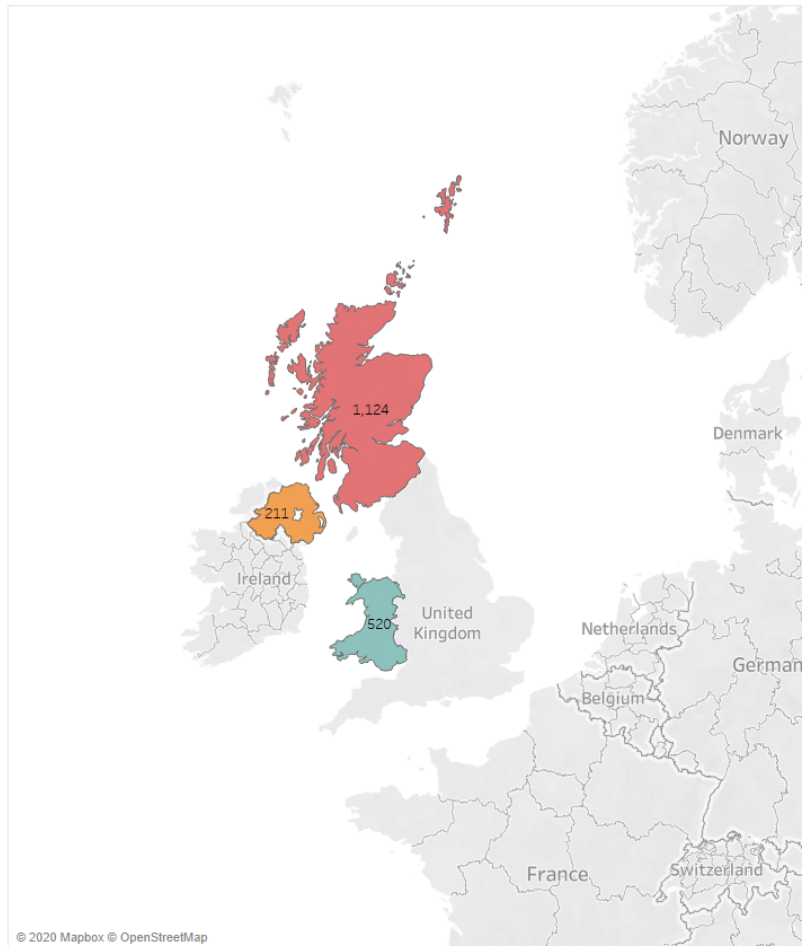 Norway
1,124
Denmark
211
Ireland
United
Kingdom
520
Netherlands
German
Belgium
France
Switzerland
© 2020 Mapbox © OpenStreetMap